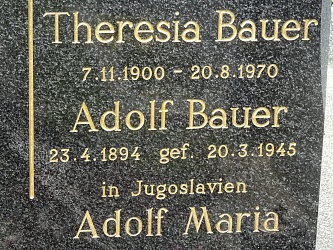 Theresia Bauer
7.11.1900 - 20.8.1970
Adolf Bauer
23.4.1894 gef. 20.3.1945
in Jugoslavien
Adolf Maria